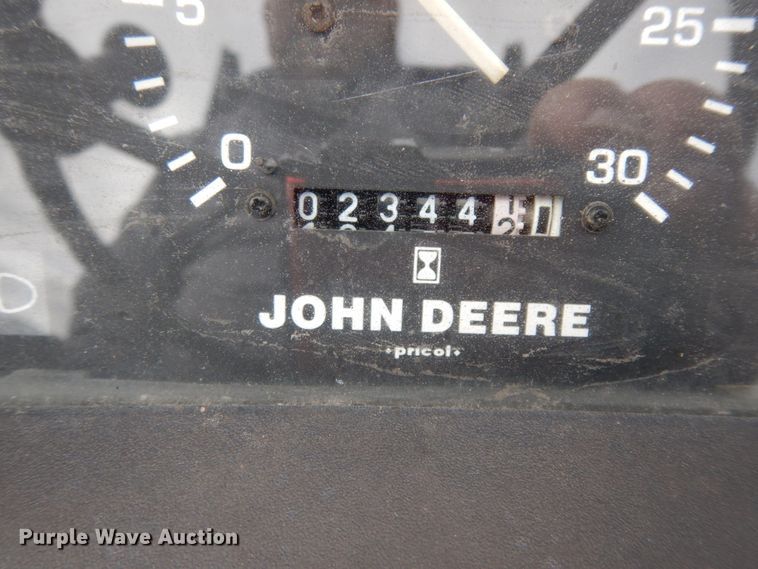 5
25
0
30
02344
JOHN DEERE
pricol
Purple Wave Auction